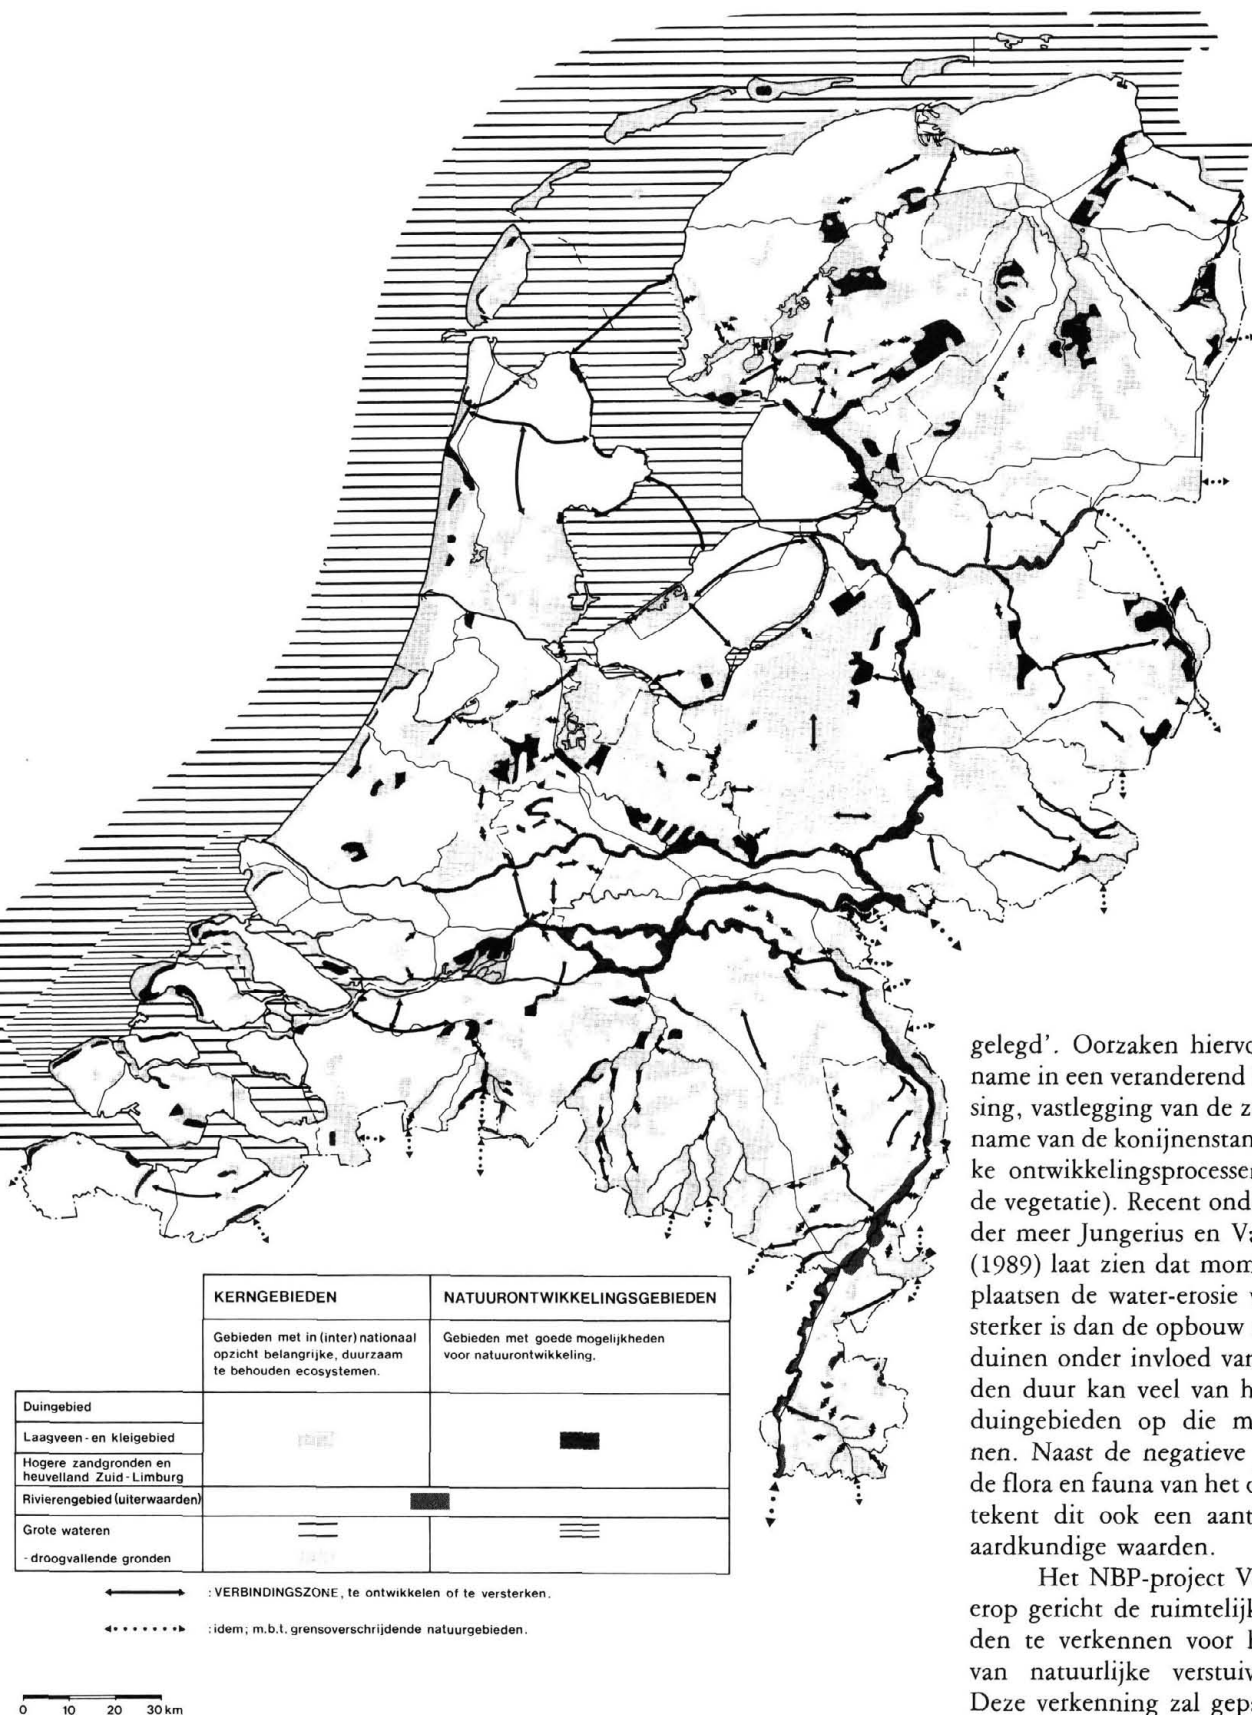 KERNGEBIEDEN
NATUURONTWIKKELINGSGEBIEDEN
Gebieden met in (inter) nationaal
opzicht belangrijke, duurzaam
te behouden ecosystemen.
Gebieden met goede mogelijkheden
voor natuurontwikkeling.
Duingebied
Laagveen- en kleigebied
Hogere zandgronden en
heuvelland Zuid-Limburg
Rivierengebied (uiterwaarden)
Grote wateren
- droogvallende gronden
: VERBINDINGSZONE, te ontwikkelen of te versterken.
: idem; m.b.t. grensoverschrijdende natuurgebieden.
0 10 20 30 km
gelegd'. Oorzaken hiervo
name in een veranderend
sing, vastlegging van de z
name van de konijnenstan
ke ontwikkelingsprocesser
de vegetatie). Recent ond
der meer Jungerius en Va
(1989) laat zien dat mom
plaatsen de water-erosie v
sterker is dan de opbouw
duinen onder invloed van
den duur kan veel van h
duingebieden op die m
nen. Naast de negatieve
de flora en fauna van het d
tekent dit ook een aant
aardkundige waarden.
Het NBP-project V
erop gericht de ruimtelijk
den te verkennen voor h
van natuurlijke verstuiv
Deze verkenning zal gep